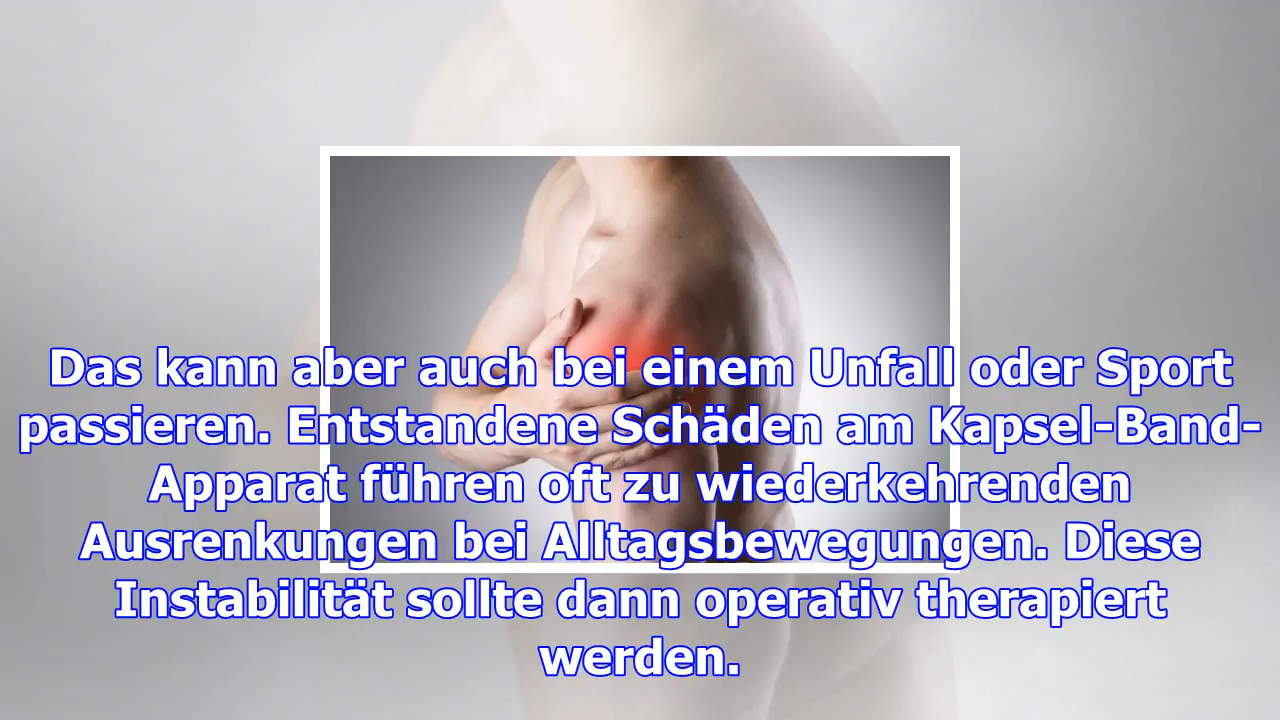 Das kann aber auch bei einem Unfall oder Sport
passieren. Entstandene Schäden am Kapsel-Band-
Apparat führen oft zu wiederkehrenden
Ausrenkungen bei Alltagsbewegungen. Diese
Instabilität sollte dann operativ therapiert
werden.